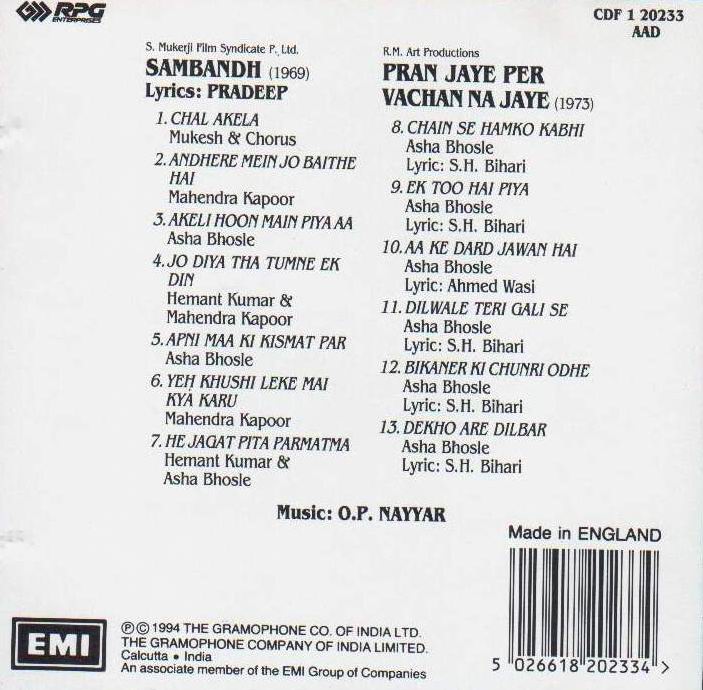 RPG
ENTERPRISES
CDF 1 20233
AAD
S. Mukerji Film Syndicate P. Ltd.
SAMBANDH (1969)
Lyrics: PRADEEP
1. CHAL AKELA
Mukesh & Chorus
2. ANDHERE MEIN JO BAITHE
HAI
Mahendra Kapoor
3. AKELI HOON MAIN PIYA AA
Asha Bhosle
4. JO DIYA THA TUMNE EK
DIN
Hemant Kumar &
Mahendra Kapoor
5. APNI MAA KI KISMAT PAR
Asha Bhosle
6. YEH KHUSHI LEKE MAI
KYA KARU
Mahendra Kapoor
7. HE JAGAT PITA PARMATMA
Hemant Kumar &
Asha Bhosle
R.M. Art Productions
PRAN JAYE PER
VACHAN NA JAYE (1973)
8. CHAIN SE HAMKO KABHI
Asha Bhosle
Lyric: S.H. Bihari
9. EK TOO HAI PIYA
Asha Bhosle
Lyric: S.H. Bihari
10. AA KE DARD JAWAN HAI
Asha Bhosle
Lyric: Ahmed Wasi
11. DILWALE TERI GALI SE
Asha Bhosle
Lyric: S.H. Bihari
12. BIKANER KI CHUNRI ODHE
Asha Bhosle
Lyric: S.H. Bihari
13. DEKHO ARE DILBAR
Asha Bhosle
Lyric: S.H. Bihari
Music: O.P. NAYYAR
Made in ENGLAND
5 026618 202334 >
EMI
℗ © 1994 THE GRAMOPHONE CO. OF INDIA LTD.
THE GRAMOPHONE COMPANY OF INDIA LIMITED.
Calcutta • India
An associate member of the EMI Group of Companies